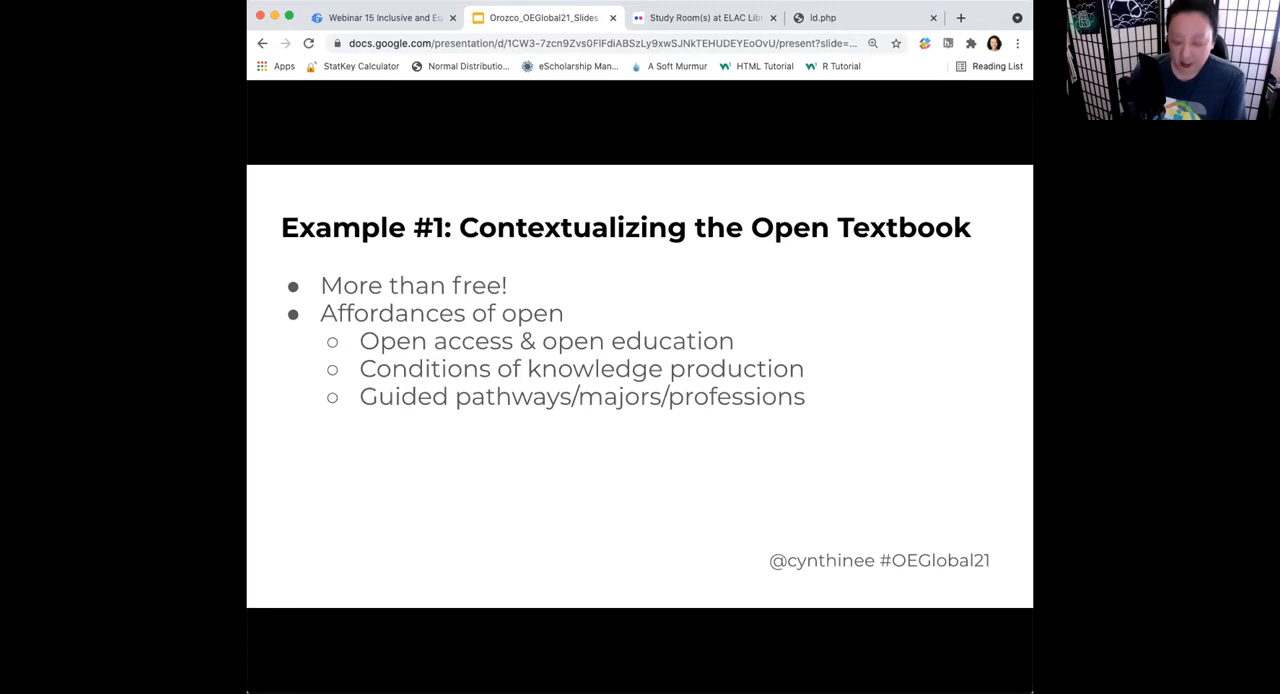 Webinar 15 Inclusive and Eq
Orozco_OEGlobal21_Slides
Study Room(s) at ELAC Libr
ld.php
docs.google.com/presentation/d/1CW3-7zcn9Zvs0FlFdiABSzLy9xwSJNkTEHUDEYEoOvU/present?slide=...
Apps
StatKey Calculator
Normal Distributio...
eScholarship Man...
A Soft Murmur
HTML Tutorial
R Tutorial
Reading List
Example #1: Contextualizing the Open Textbook
● More than free!
● Affordances of open
○ Open access & open education
○ Conditions of knowledge production
○ Guided pathways/majors/professions
@cynthinee #OEGlobal21